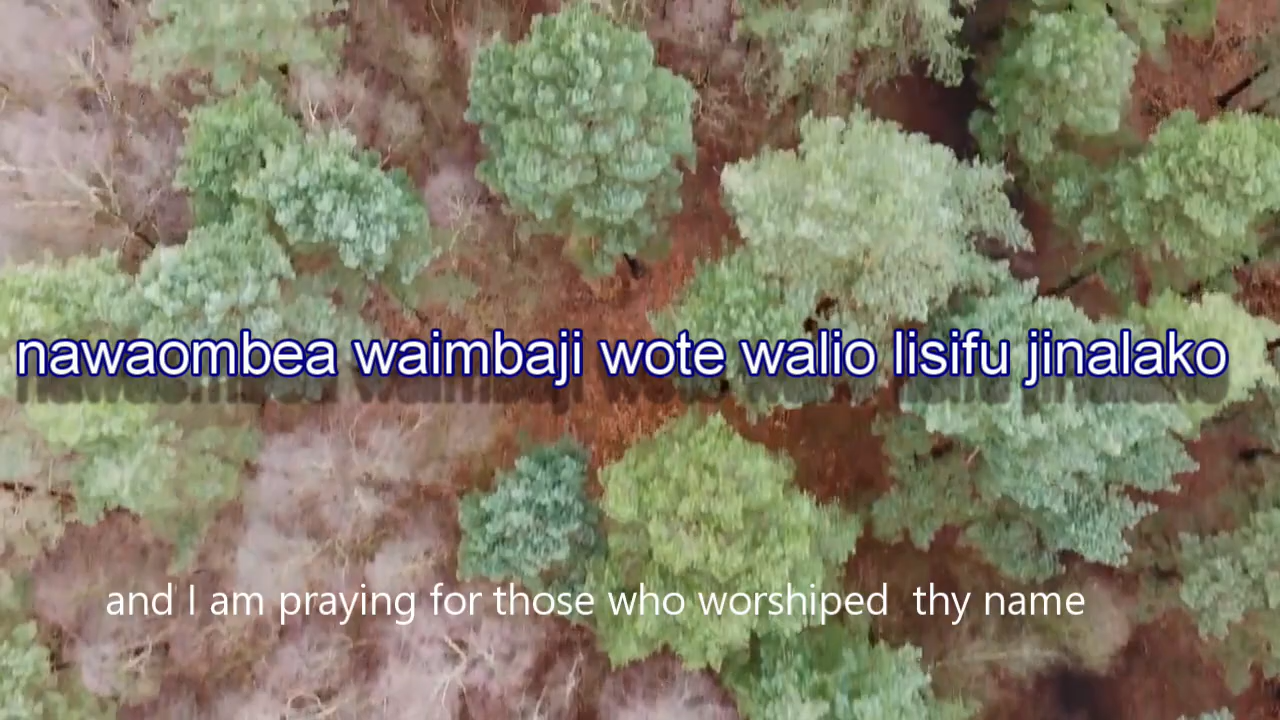 nawaombea waimbaji wote walio lisifu jinalako
and I am praying for those who worshiped thy name